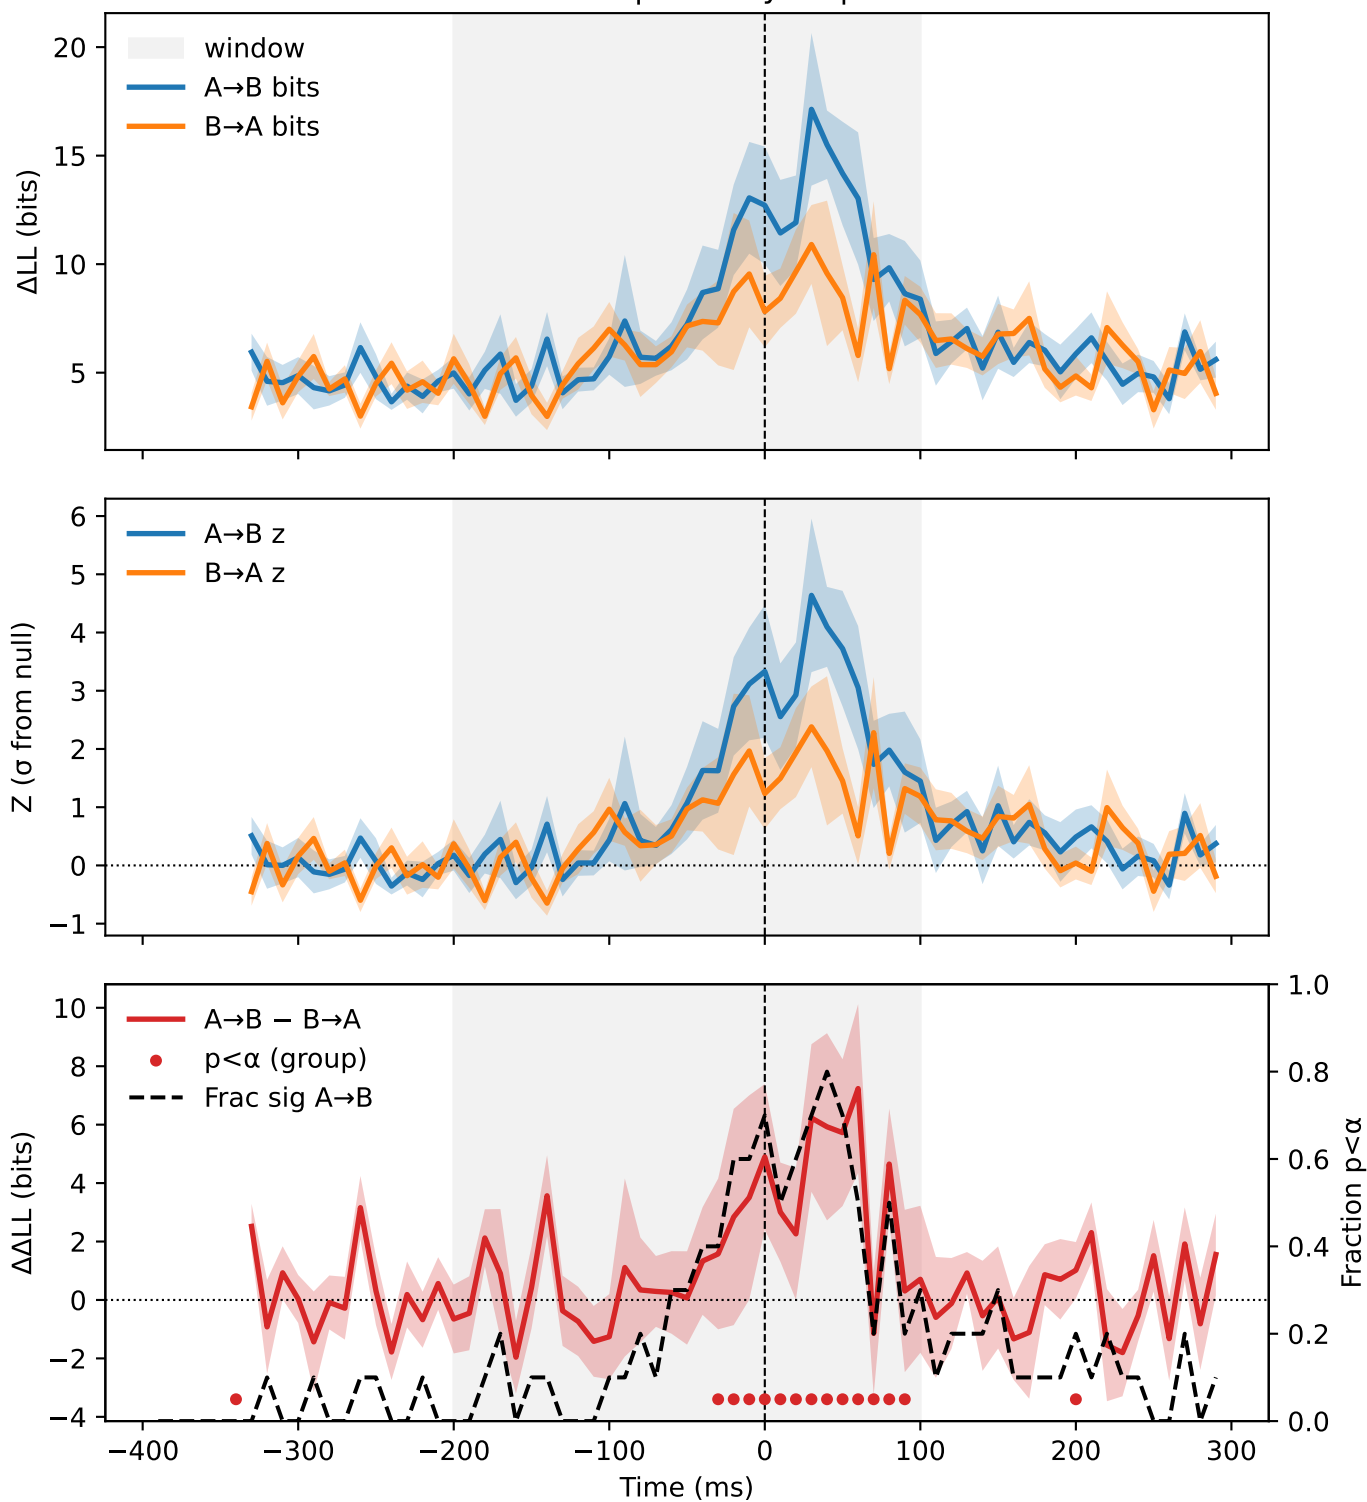 20
15
10
5
ΔLL (bits)
window
A→B bits
B→A bits
6
5
4
3
2
1
0
−1
Z (σ from null)
A→B z
B→A z
10
8
6
4
2
0
−2
−4
ΔΔLL (bits)
A→B − B→A
p<α (group)
Frac sig A→B
1.0
0.8
0.6
0.4
0.2
0.0
Fraction p<α
−400 −300 −200 −100 0 100 200 300
Time (ms)